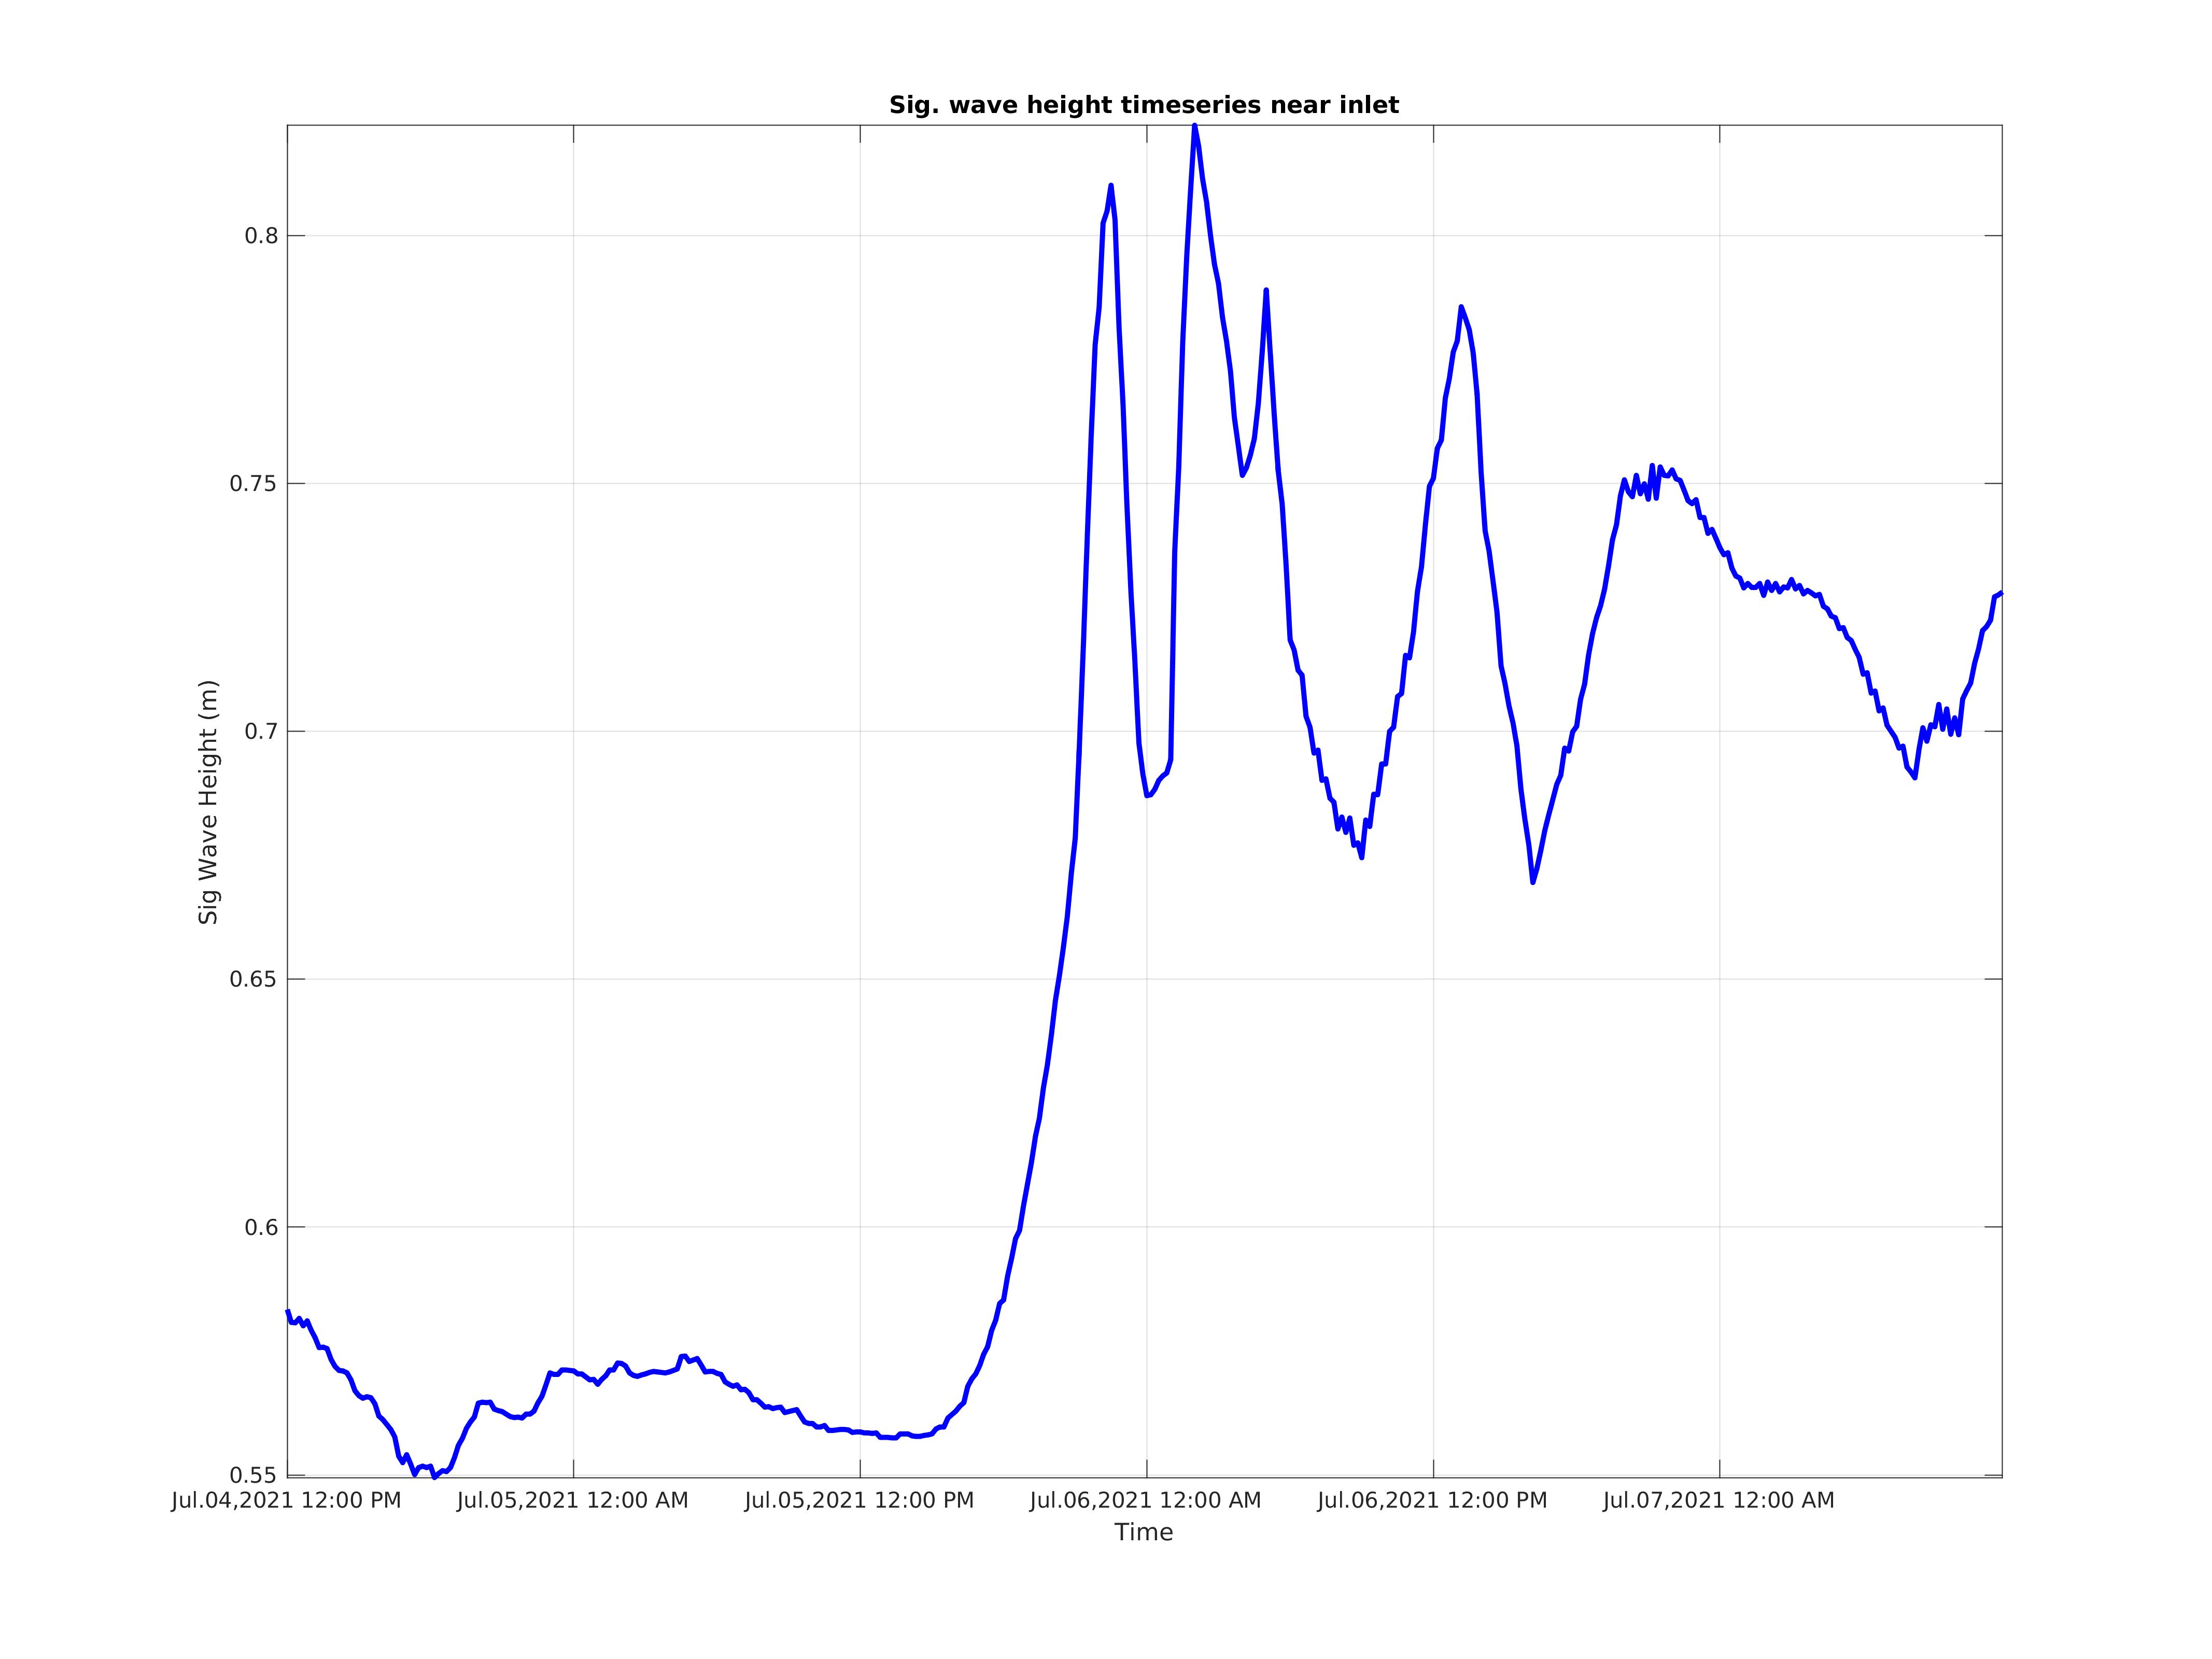 Sig. wave height timeseries near inlet
Sig Wave Height (m)
0.8
0.75
0.7
0.65
0.6
0.55
Jul.04,2021 12:00 PM
Jul.05,2021 12:00 AM
Jul.05,2021 12:00 PM
Jul.06,2021 12:00 AM
Jul.06,2021 12:00 PM
Jul.07,2021 12:00 AM
Time